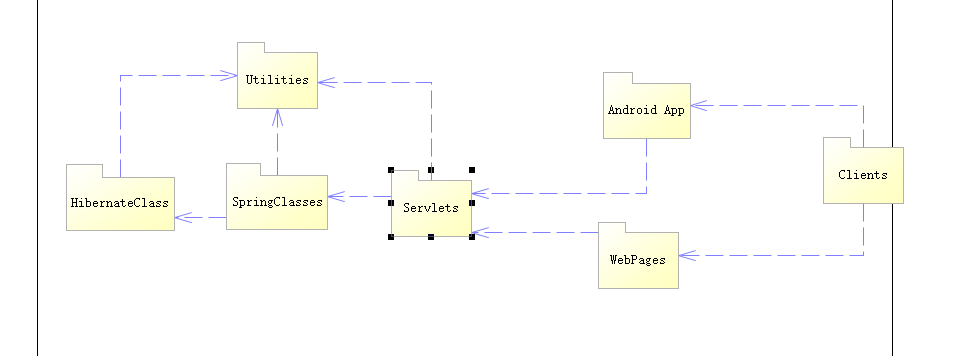 Utilities
Android App
Clients
HibernateClass
SpringClasses
Servlets
WebPages